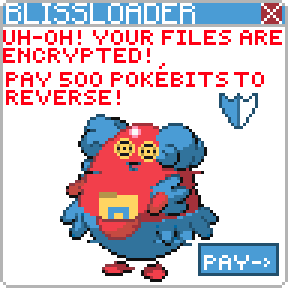 BLISSLOADER
UH-OH! YOUR FILES ARE
ENCRYPTED!
PAY 500 POKÉBITS TO
REVERSE!
PAY->